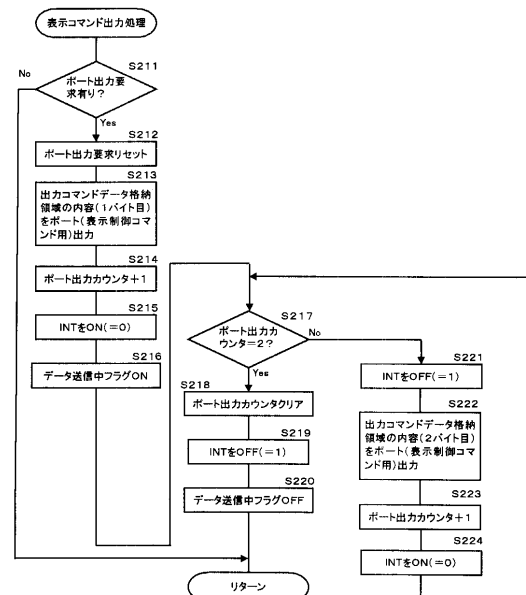 表示コマンド出力処理
S211
No
ポート出力要
求有り?
Yes
S212
ポート出力要求リセット
S213
出力コマンドデータ格納
領域の内容(1バイト目)
をポート(表示制御コマ
ンド用)出力
S214
ポート出力カウンタ+1
S215
INTをON(=0)
S216
データ送信中フラグON
S217
ポート出力カ
ウンタ=2?
No
Yes
S218
ポート出力カウンタクリア
S219
INTをOFF(=1)
S220
データ送信中フラグOFF
リターン
S221
INTをOFF(=1)
S222
出力コマンドデータ格納
領域の内容(2バイト目)
をポート(表示制御コマ
ンド用)出力
S223
ポート出力カウンタ+1
S224
INTをON(=0)